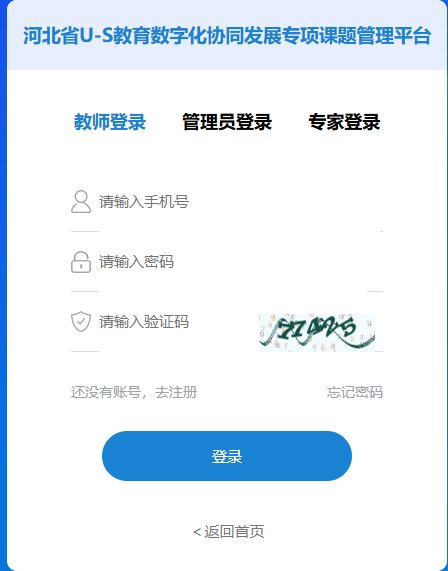 河北省U-S教育数字化协同发展专项课题管理平台
教师登录 管理员登录 专家登录
请输入手机号
请输入密码
请输入验证码
还没有账号，去注册 忘记密码
登录
< 返回首页